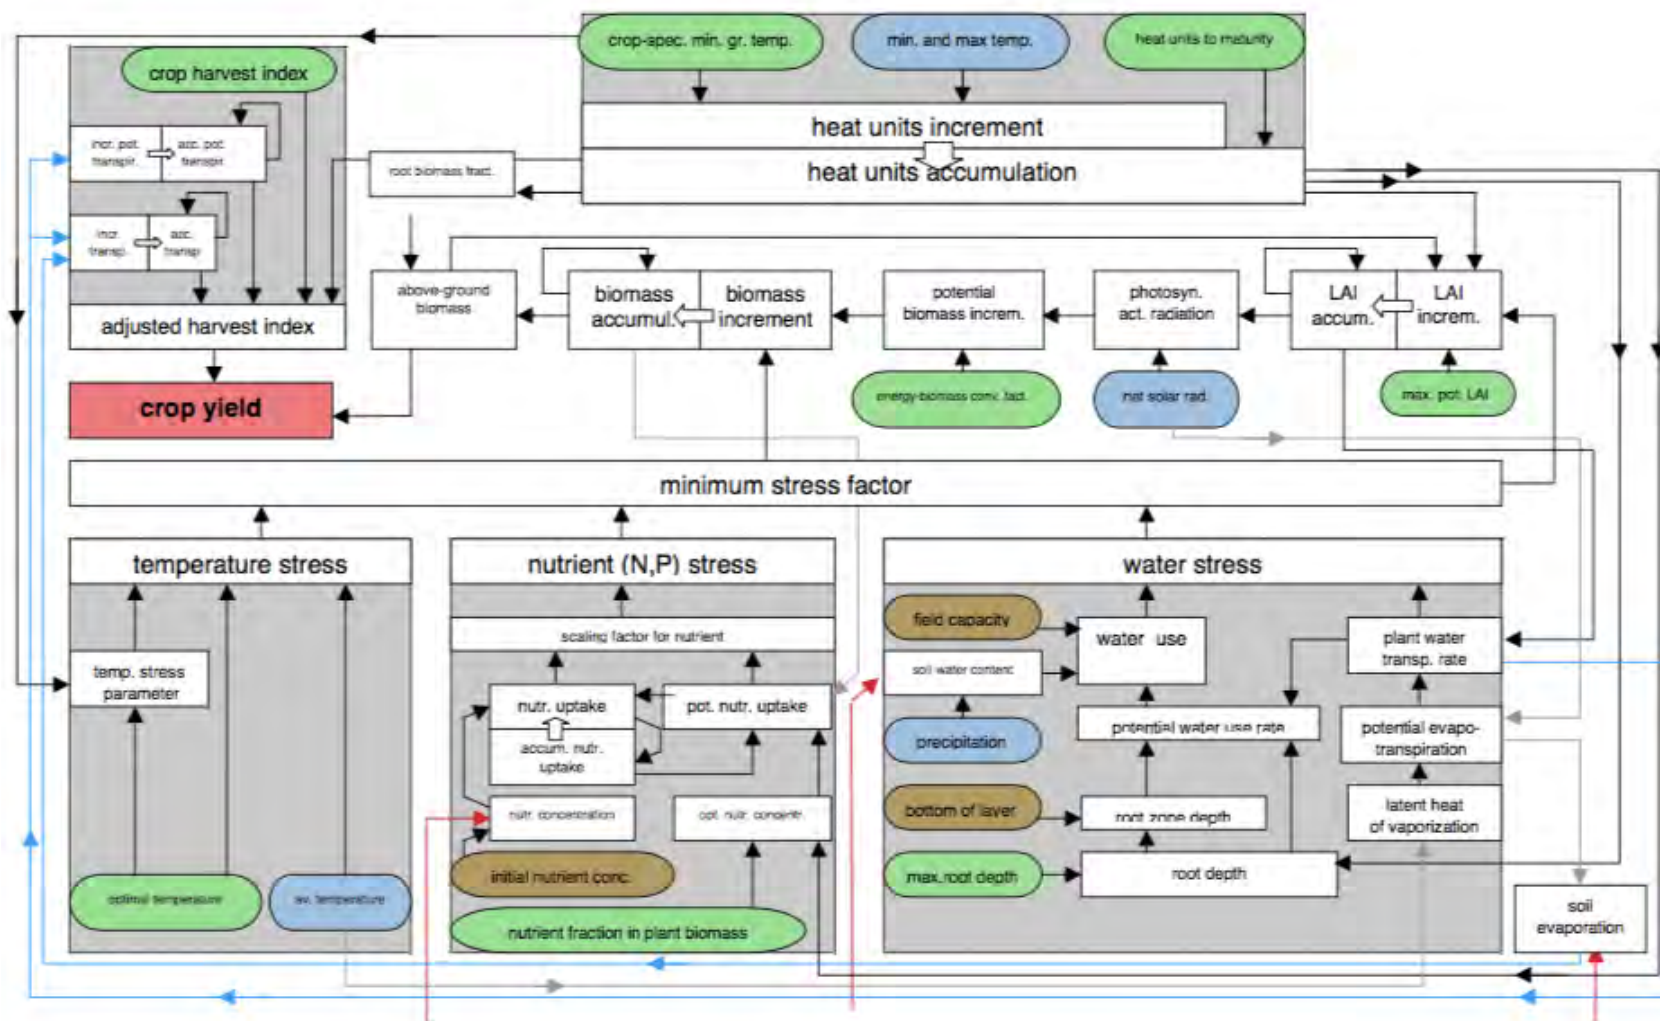 crop-spec. min. gr. temp.
min. and max temp.
heat units to maturity
crop harvest index
heat units increment
incr. pot.
transpir.
acc. pot.
transpir.
root biomass fract.
heat units accumulation
incr.
transp.
acc.
transp
above-ground
biomass
biomass
accumul.
biomass
increment
potential
biomass increm.
photosyn.
act. radiation
LAI
accum.
LAI
increm.
adjusted harvest index
crop yield
energy-biomass conv. fact.
net solar rad.
max. pot. LAI
minimum stress factor
temperature stress
nutrient (N,P) stress
water stress
field capacity
scaling factor for nutrient
water use
plant water
transp. rate
soil water content
temp. stress
parameter
nutr. uptake
pot. nutr. uptake
potential water use rate
potential evapo-
transpiration
precipitation
accum. nutr.
uptake
nutr. concentration
opt. nutr. concentr.
bottom of layer
root zone depth
latent heat
of vaporization
initial nutrient conc.
max.root depth
root depth
optimal temperature
av. temperature
nutrient fraction in plant biomass
soil
evaporation